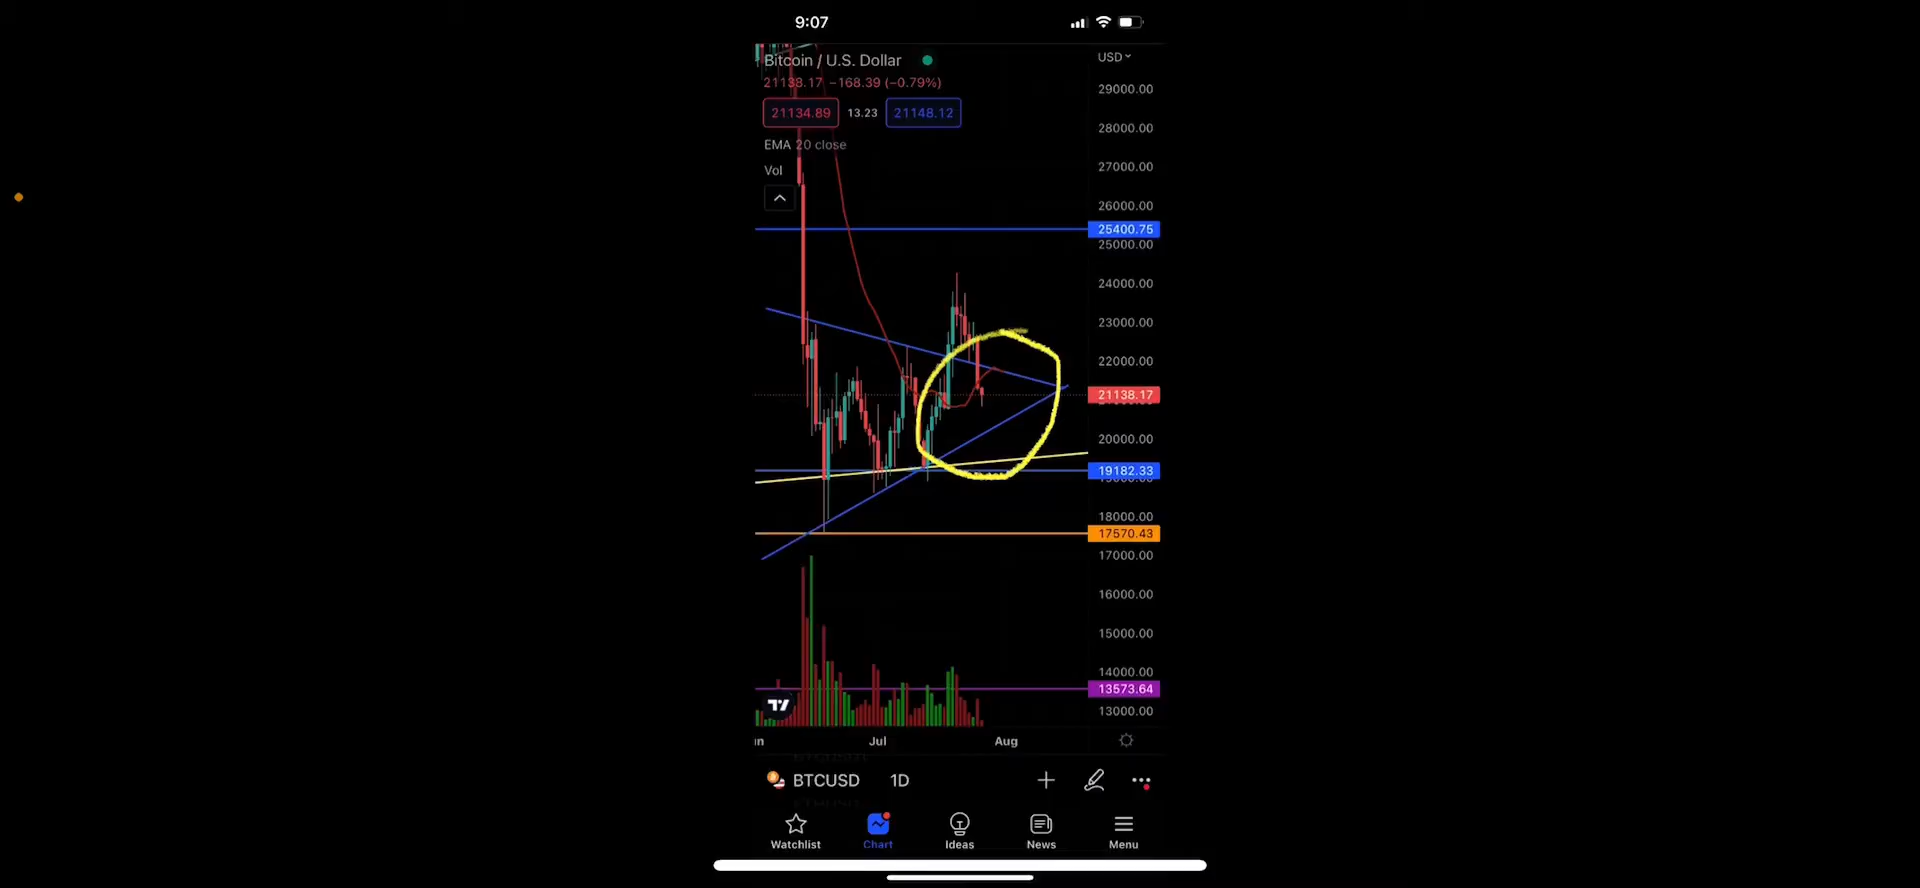 9:07
Bitcoin / U.S. Dollar
USD
21138.17 −168.39 (−0.79%)
21134.89 13.23 21148.12
EMA 20 close
Vol
29000.00
28000.00
27000.00
26000.00
25400.75
25000.00
24000.00
23000.00
22000.00
21138.17
20000.00
19182.33
18000.00
17570.43
17000.00
16000.00
15000.00
14000.00
13573.64
13000.00
Jul Aug
BTCUSD 1D
Watchlist Chart Ideas News Menu